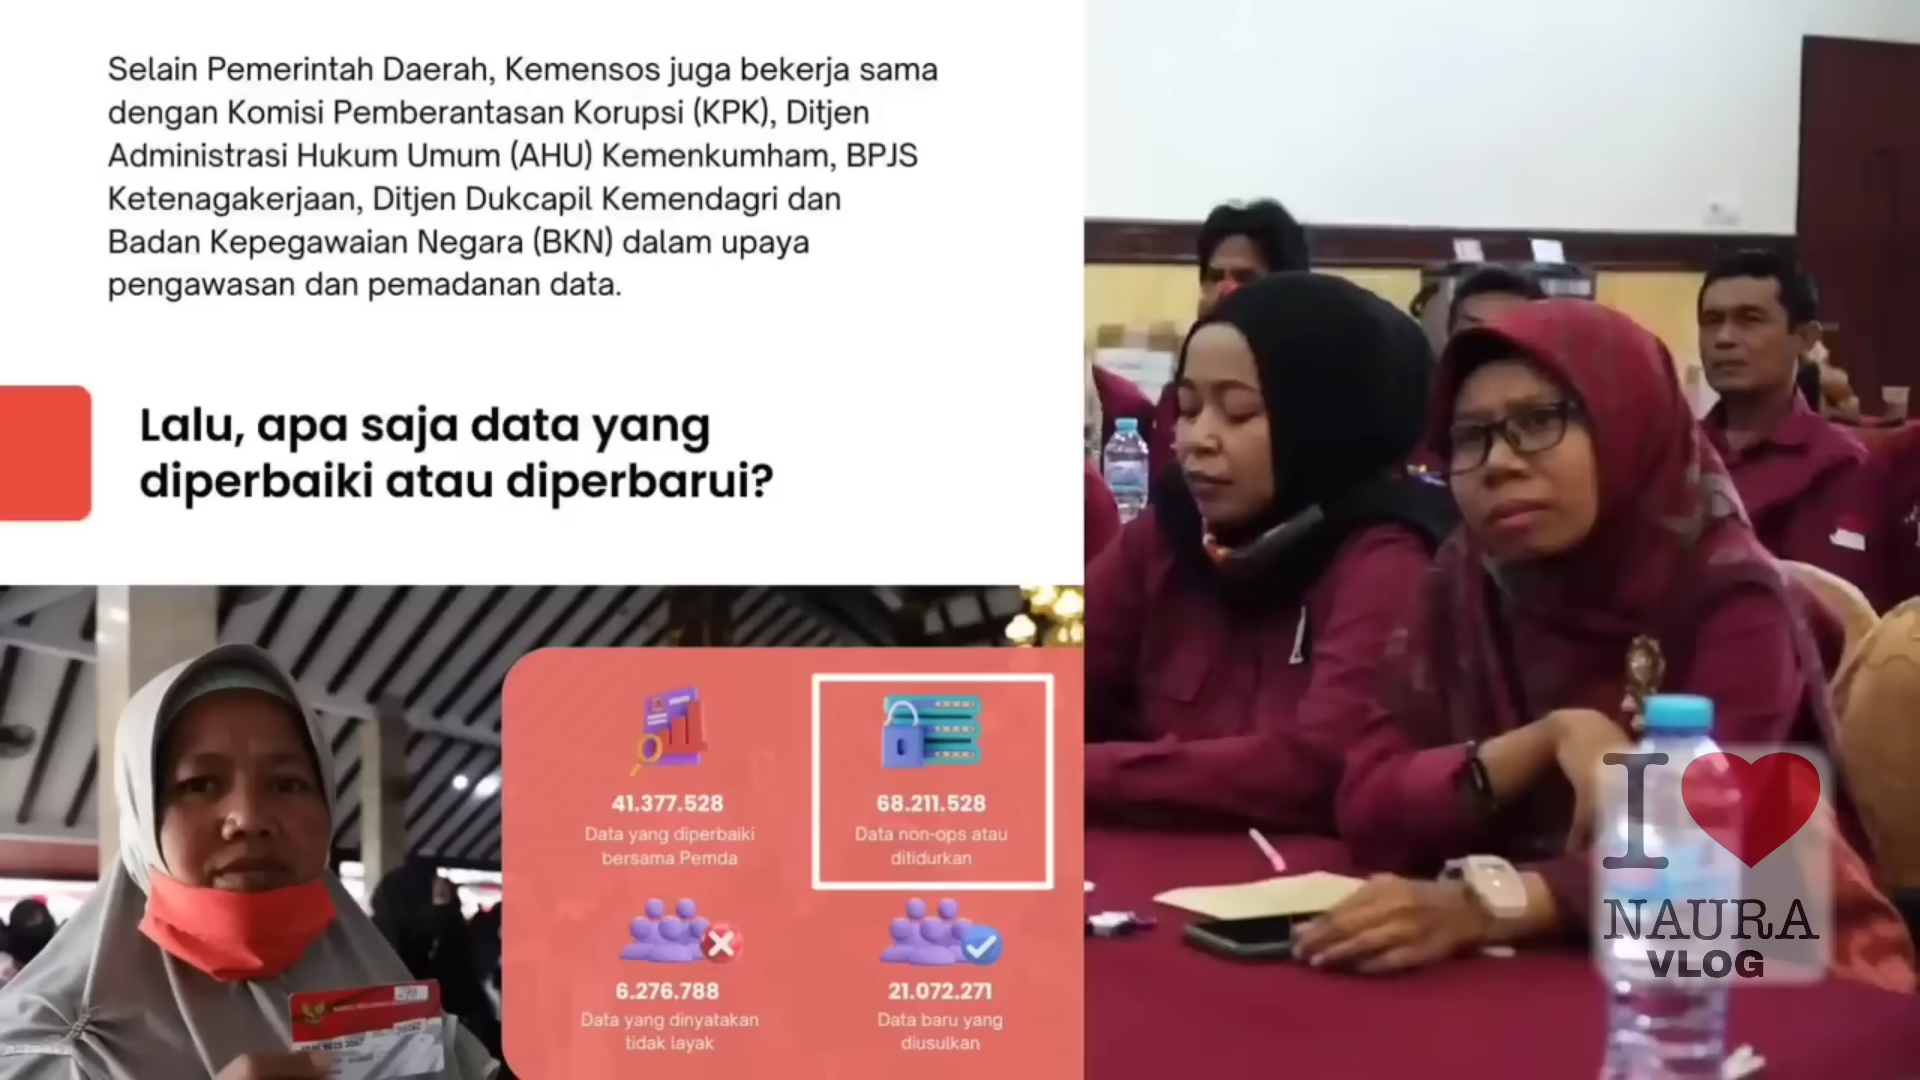 Selain Pemerintah Daerah, Kemensos juga bekerja sama
dengan Komisi Pemberantasan Korupsi (KPK), Ditjen
Administrasi Hukum Umum (AHU) Kemenkumham, BPJS
Ketenagakerjaan, Ditjen Dukcapil Kemendagri dan
Badan Kepegawaian Negara (BKN) dalam upaya
pengawasan dan pemadanan data.
Lalu, apa saja data yang
diperbaiki atau diperbarui?
41.377.528
Data yang diperbaiki
bersama Pemda
68.211.528
Data non-ops atau
ditidurkan
6.276.788
Data yang dinyatakan
tidak layak
21.072.271
Data baru yang
diusulkan
I
NAURA
VLOG